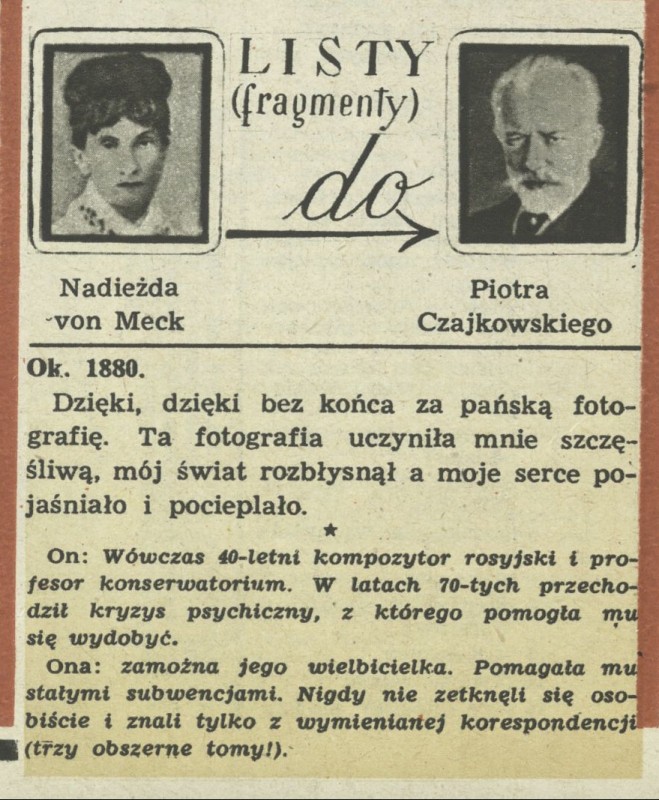 LISTY
(fragmenty)
do
Nadieżda
von Meck
Piotra
Czajkowskiego
Ok. 1880.
Dzięki, dzięki bez końca za pańską foto-
grafię. Ta fotografia uczyniła mnie szczę-
śliwą, mój świat rozbłysnął a moje serce po-
jaśniało i pocieplało.
On: Wówczas 40-letni kompozytor rosyjski i pro-
fesor konserwatorium. W latach 70-tych przecho-
dził kryzys psychiczny, z którego pomogła mu
się wydobyć.
Ona: zamożna jego wielbicielka. Pomagała mu
stałymi subwencjami. Nigdy nie zetknęli się oso-
biście i znali tylko z wymienianej korespondencji
(trzy obszerne tomy!).